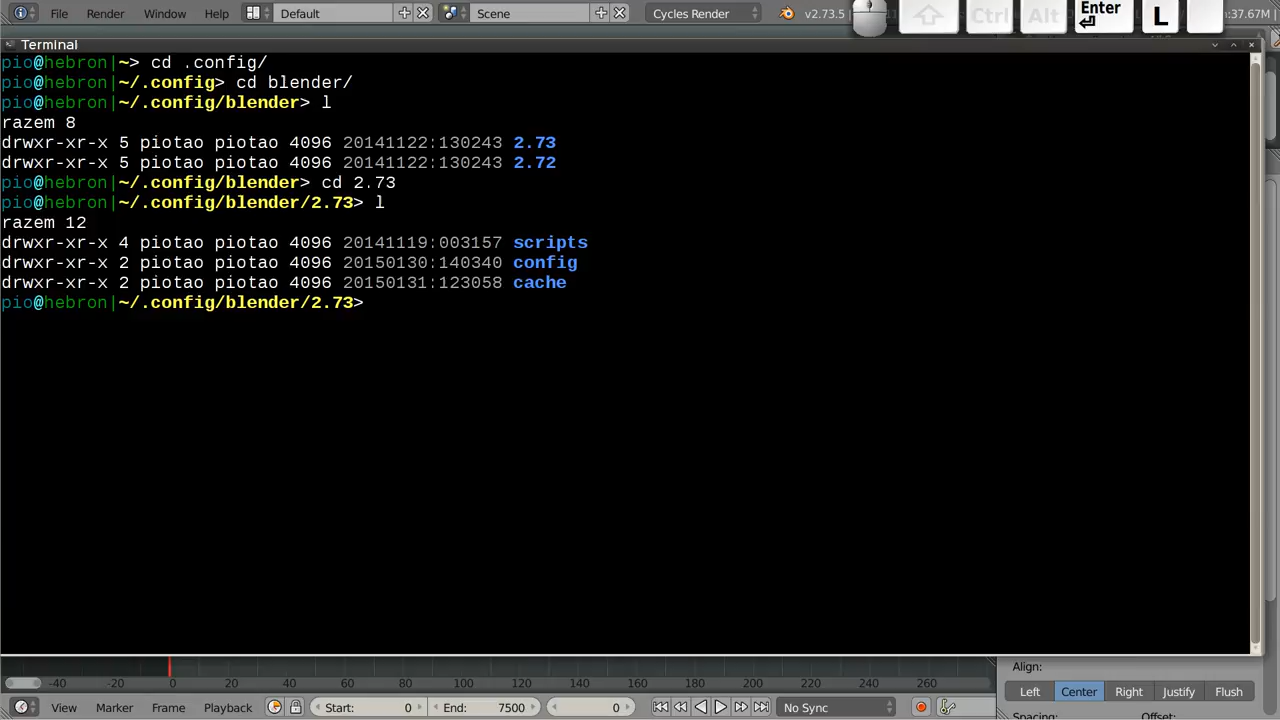 File Render Window Help Default Scene Cycles Render v2.73.5 Ctrl Alt Enter L :37.67M
Terminal
pio@hebron|~> cd .config/
pio@hebron|~/.config> cd blender/
pio@hebron|~/.config/blender> l
razem 8
drwxr-xr-x 5 piotao piotao 4096 20141122:130243 2.73
drwxr-xr-x 5 piotao piotao 4096 20141122:130243 2.72
pio@hebron|~/.config/blender> cd 2.73
pio@hebron|~/.config/blender/2.73> l
razem 12
drwxr-xr-x 4 piotao piotao 4096 20141119:003157 scripts
drwxr-xr-x 2 piotao piotao 4096 20150130:140340 config
drwxr-xr-x 2 piotao piotao 4096 20150131:123058 cache
pio@hebron|~/.config/blender/2.73>
Align:
-40 -20 0 20 40 60 80 100 120 140 160 180 200 220 240 260
Left Center Right Justify Flush
View Marker Frame Playback Start: 0 End: 7500 0 No Sync
Spacing: Offset: